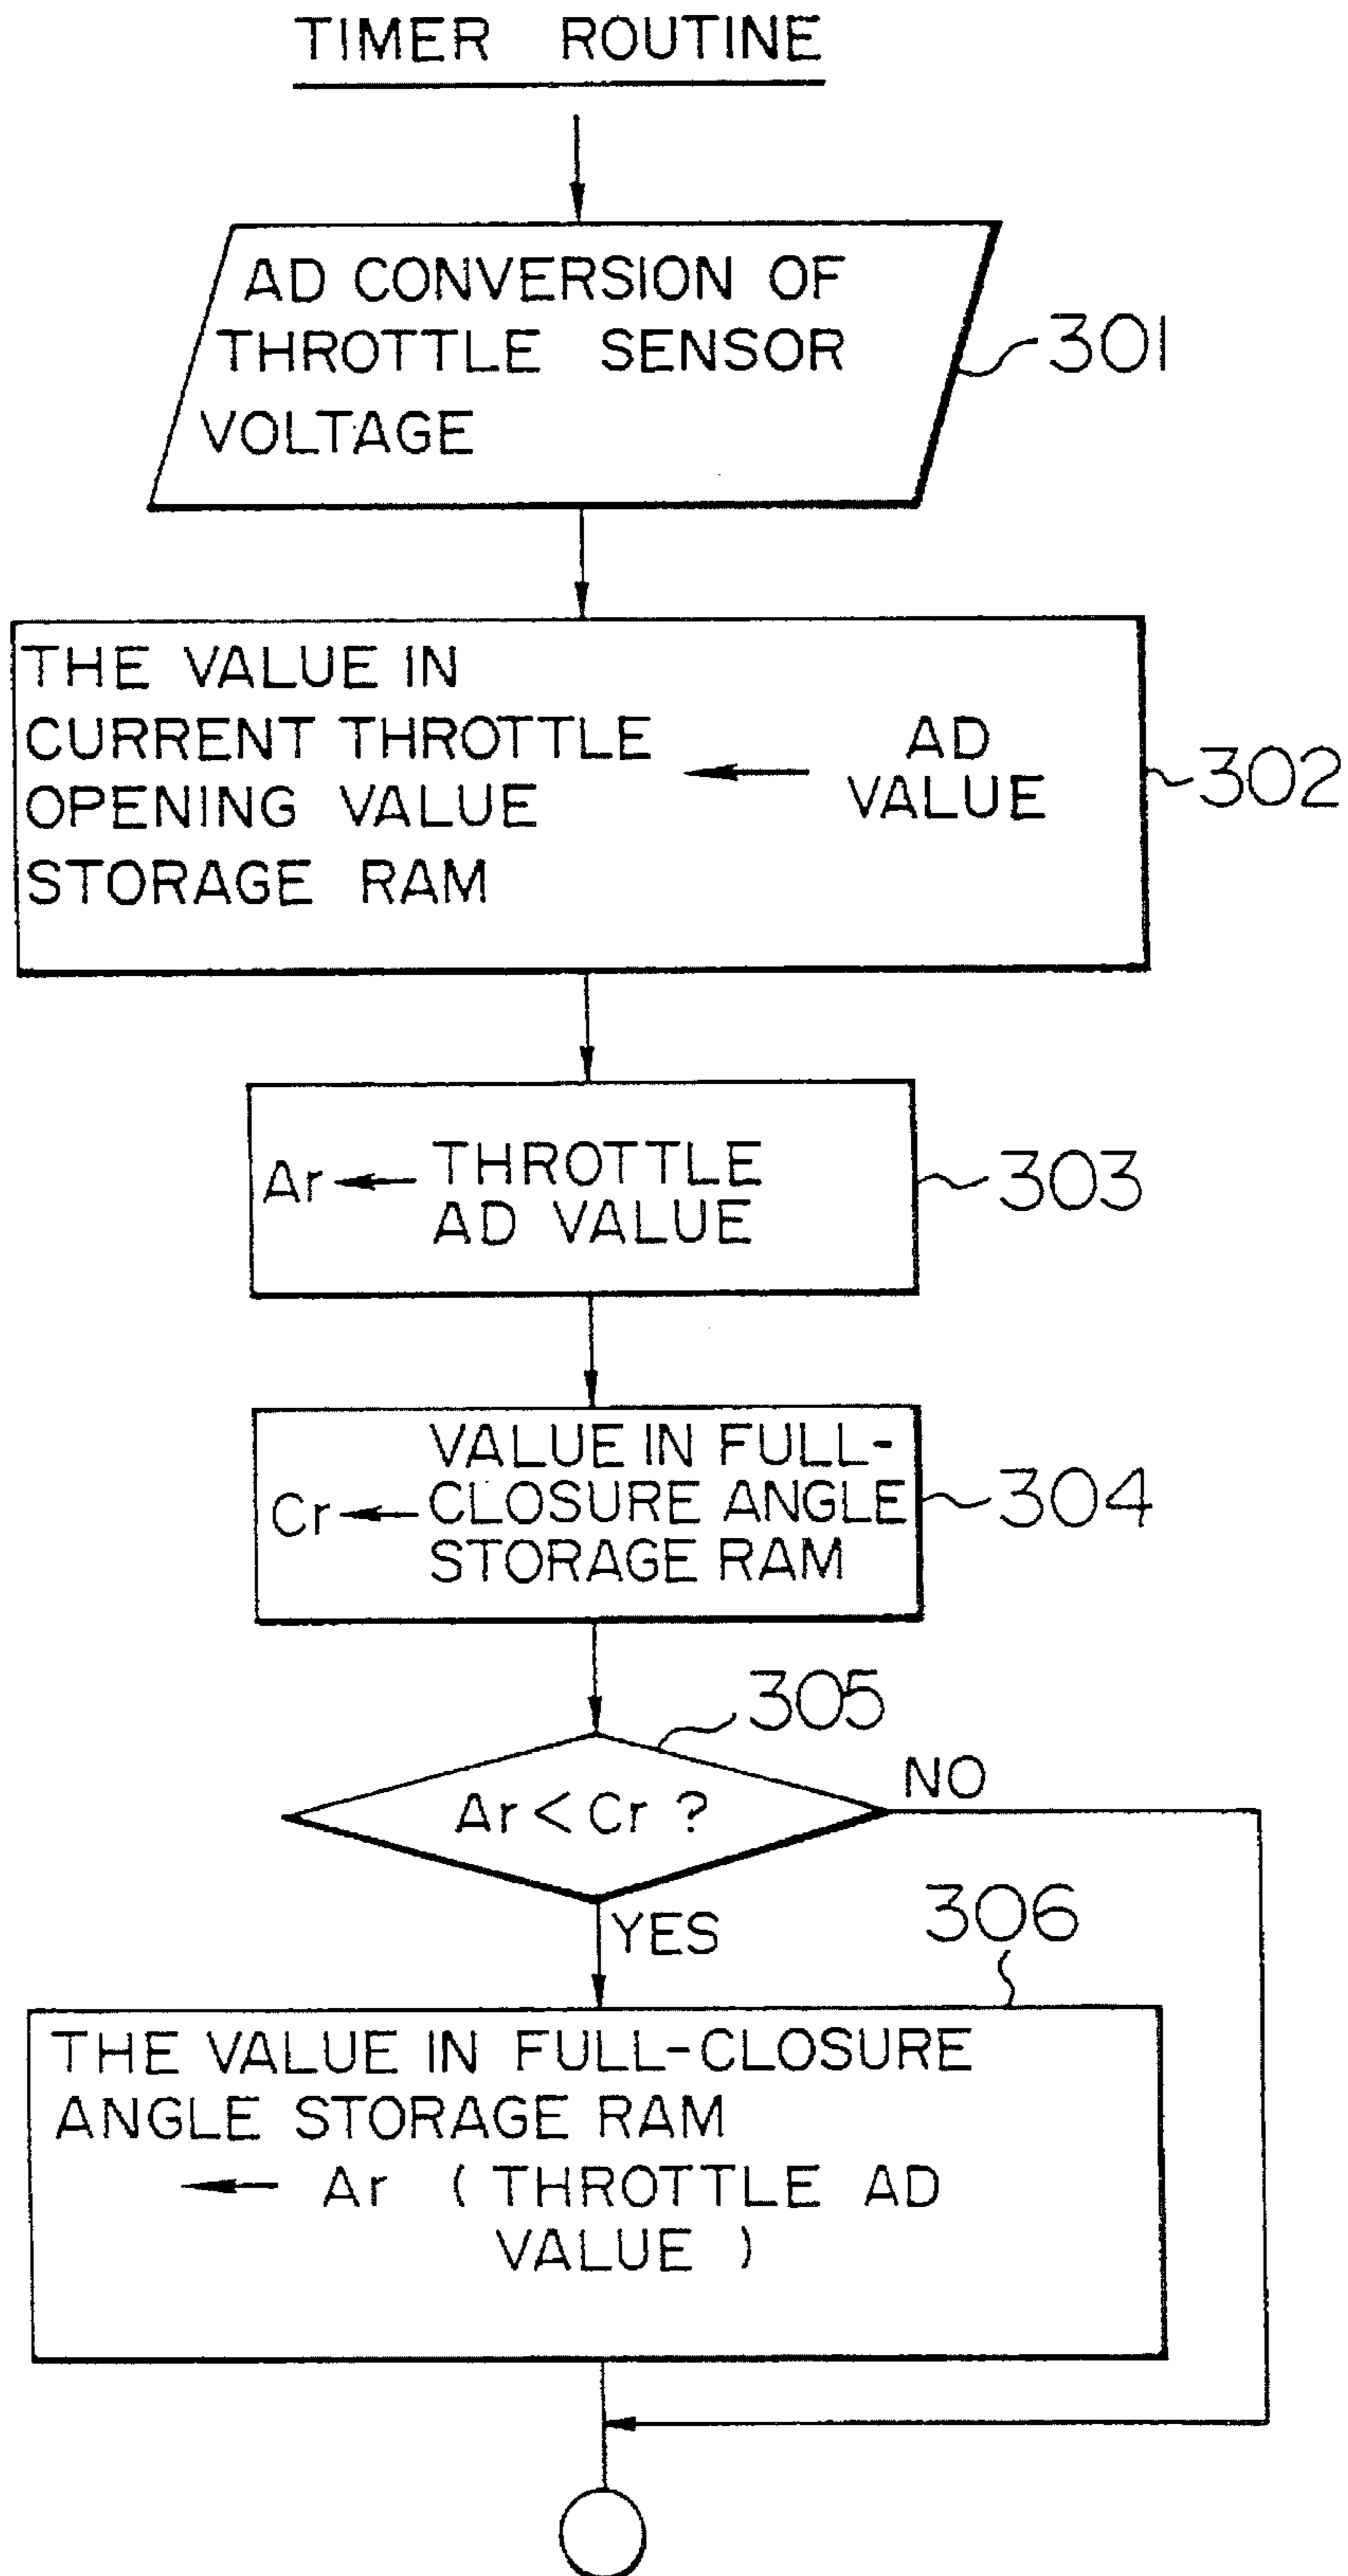 TIMER ROUTINE
AD CONVERSION OF
THROTTLE SENSOR
VOLTAGE
301
THE VALUE IN
CURRENT THROTTLE
OPENING VALUE
STORAGE RAM
AD
VALUE
302
Ar ← THROTTLE
AD VALUE
303
VALUE IN FULL-
Cr ← CLOSURE ANGLE
STORAGE RAM
304
305
Ar < Cr ?
NO
YES
306
THE VALUE IN FULL-CLOSURE
ANGLE STORAGE RAM
← Ar ( THROTTLE AD
VALUE )